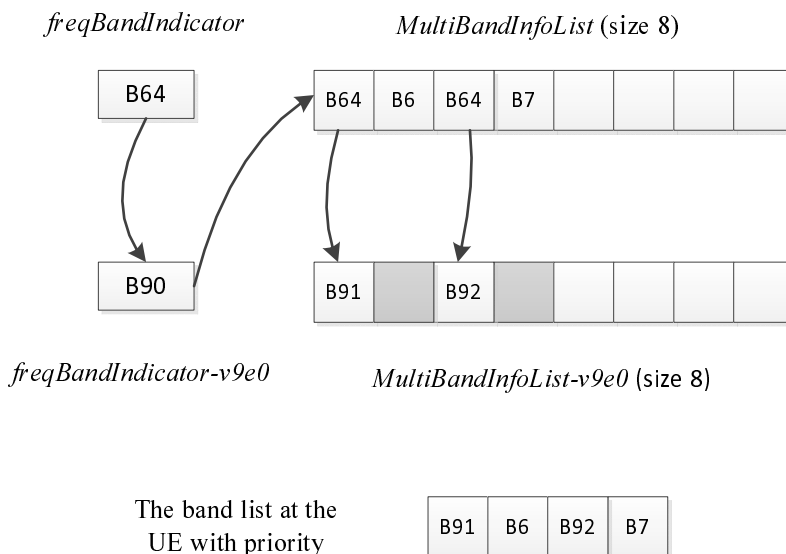 freqBandIndicator MultiBandInfoList (size 8)
B64 B64 B6 B64 B7
B90 B91 B92
freqBandIndicator-v9e0 MultiBandInfoList-v9e0 (size 8)
The band list at the
UE with priority
B91 B6 B92 B7